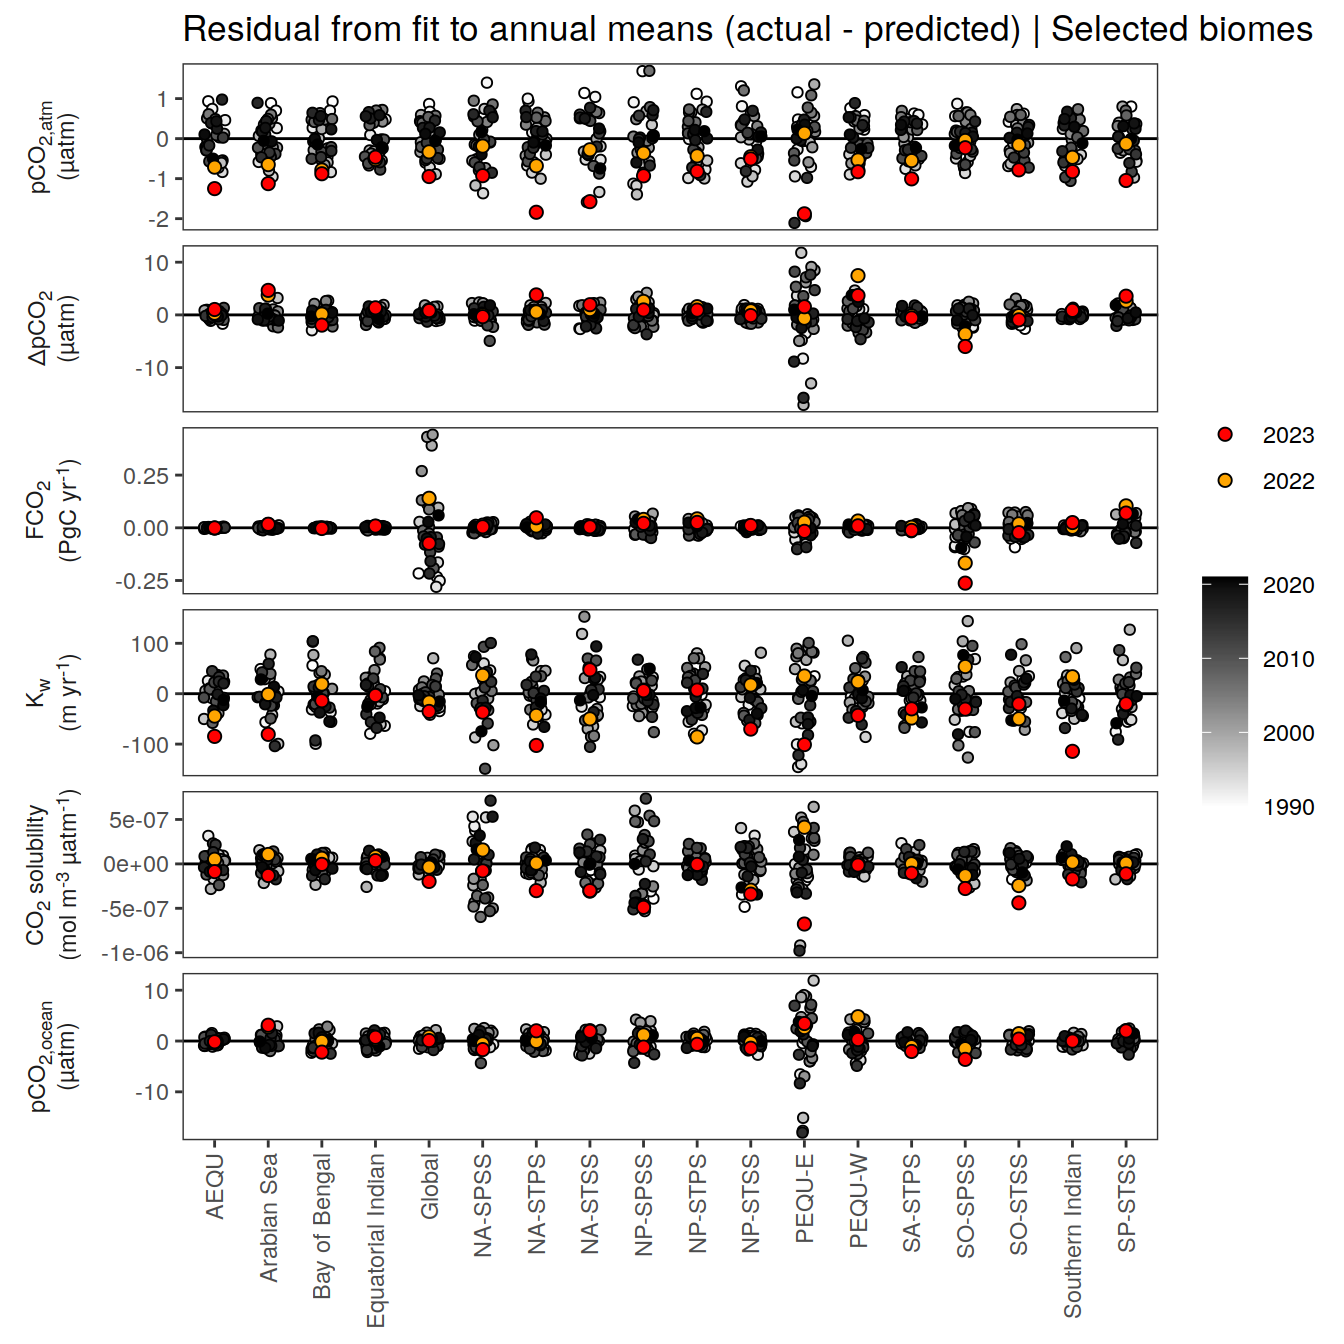 Residual from fit to annual means (actual - predicted) | Selected biomes
pCO2,atm
(µatm)
1
0
-1
-2
ΔpCO2
(µatm)
10
0
-10
FCO2
(PgC yr-1)
0.25
0.00
-0.25
Kw
(m yr-1)
100
0
-100
CO2 solubility
(mol m-3 µatm-1)
5e-07
0e+00
-5e-07
-1e-06
pCO2,ocean
(µatm)
10
0
-10
AEQU
Arabian Sea
Bay of Bengal
Equatorial Indian
Global
NA-SPSS
NA-STPS
NA-STSS
NP-SPSS
NP-STPS
NP-STSS
PEQU-E
PEQU-W
SA-STPS
SO-SPSS
SO-STSS
Southern Indian
SP-STSS
2023
2022
2020
2010
2000
1990